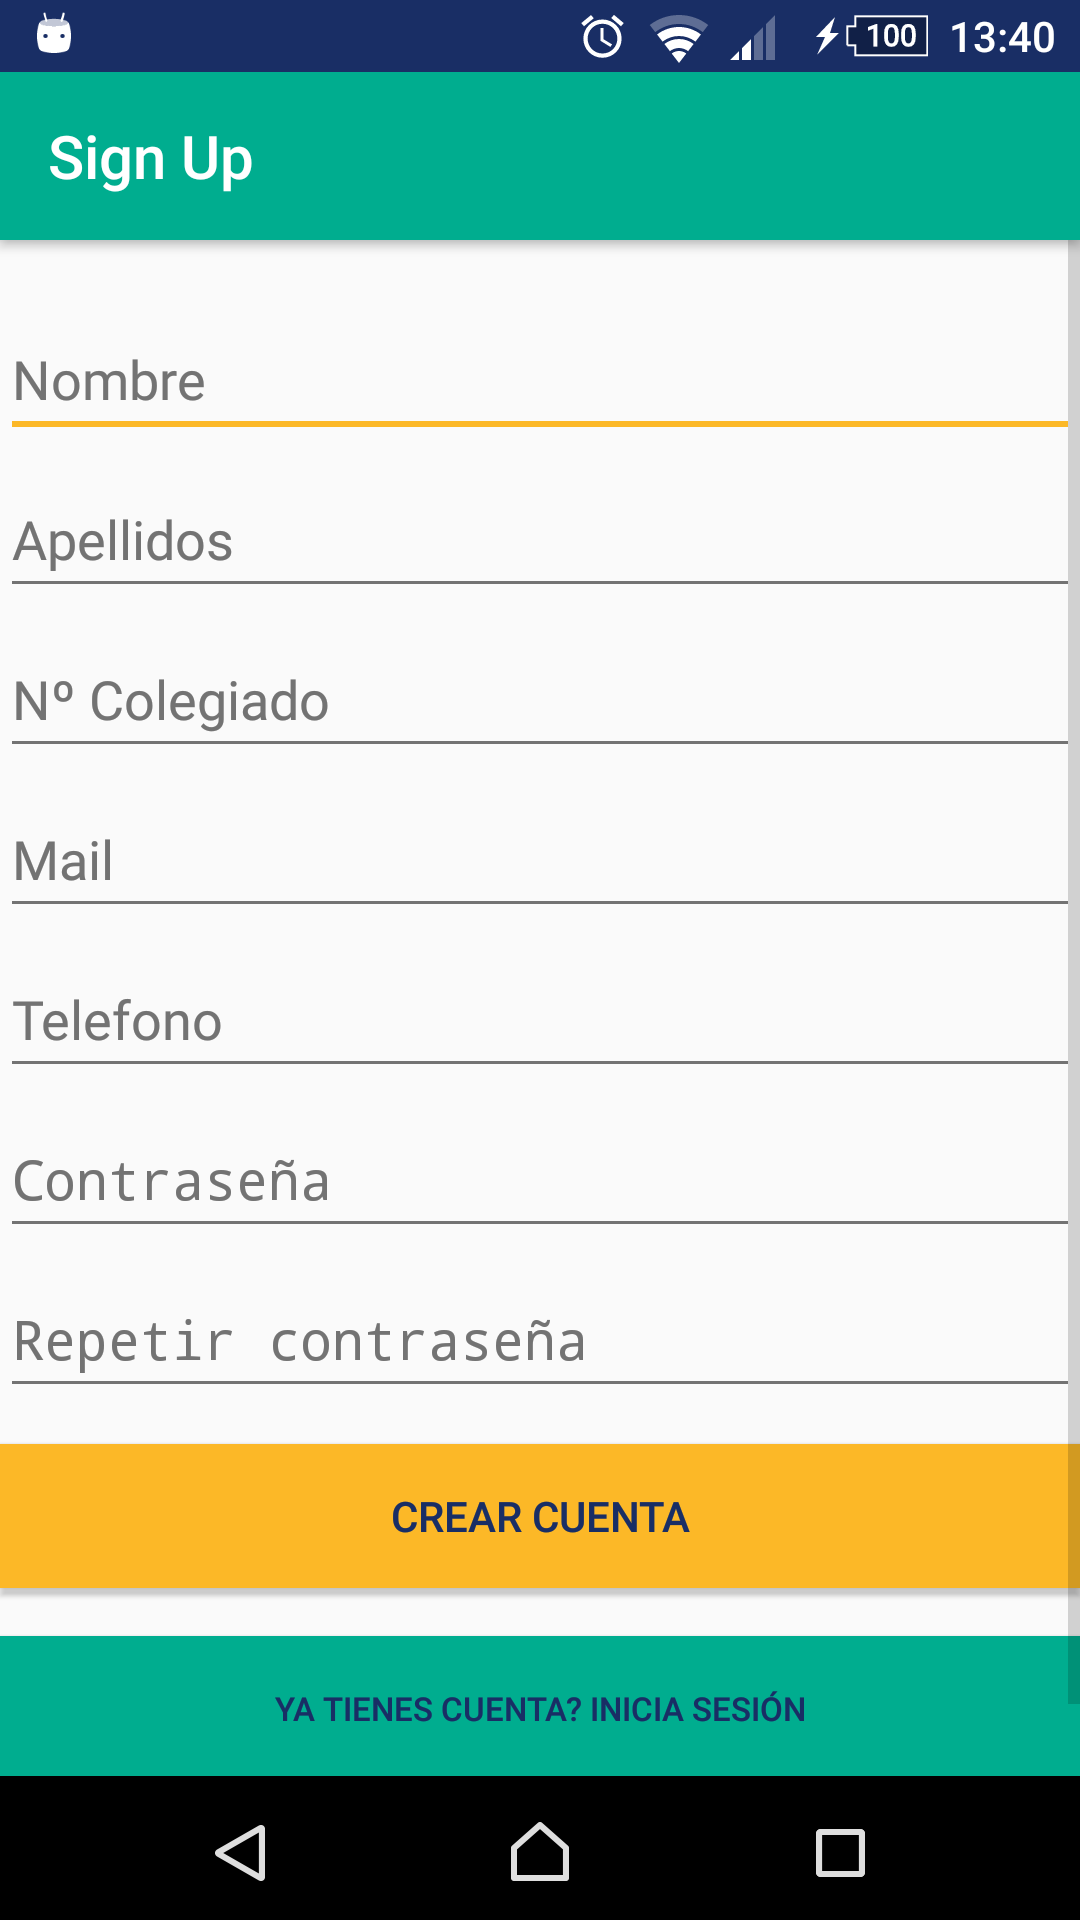 100 13:40
Sign Up
Nombre
Apellidos
Nº Colegiado
Mail
Telefono
Contraseña
Repetir contraseña
CREAR CUENTA
YA TIENES CUENTA? INICIA SESIÓN